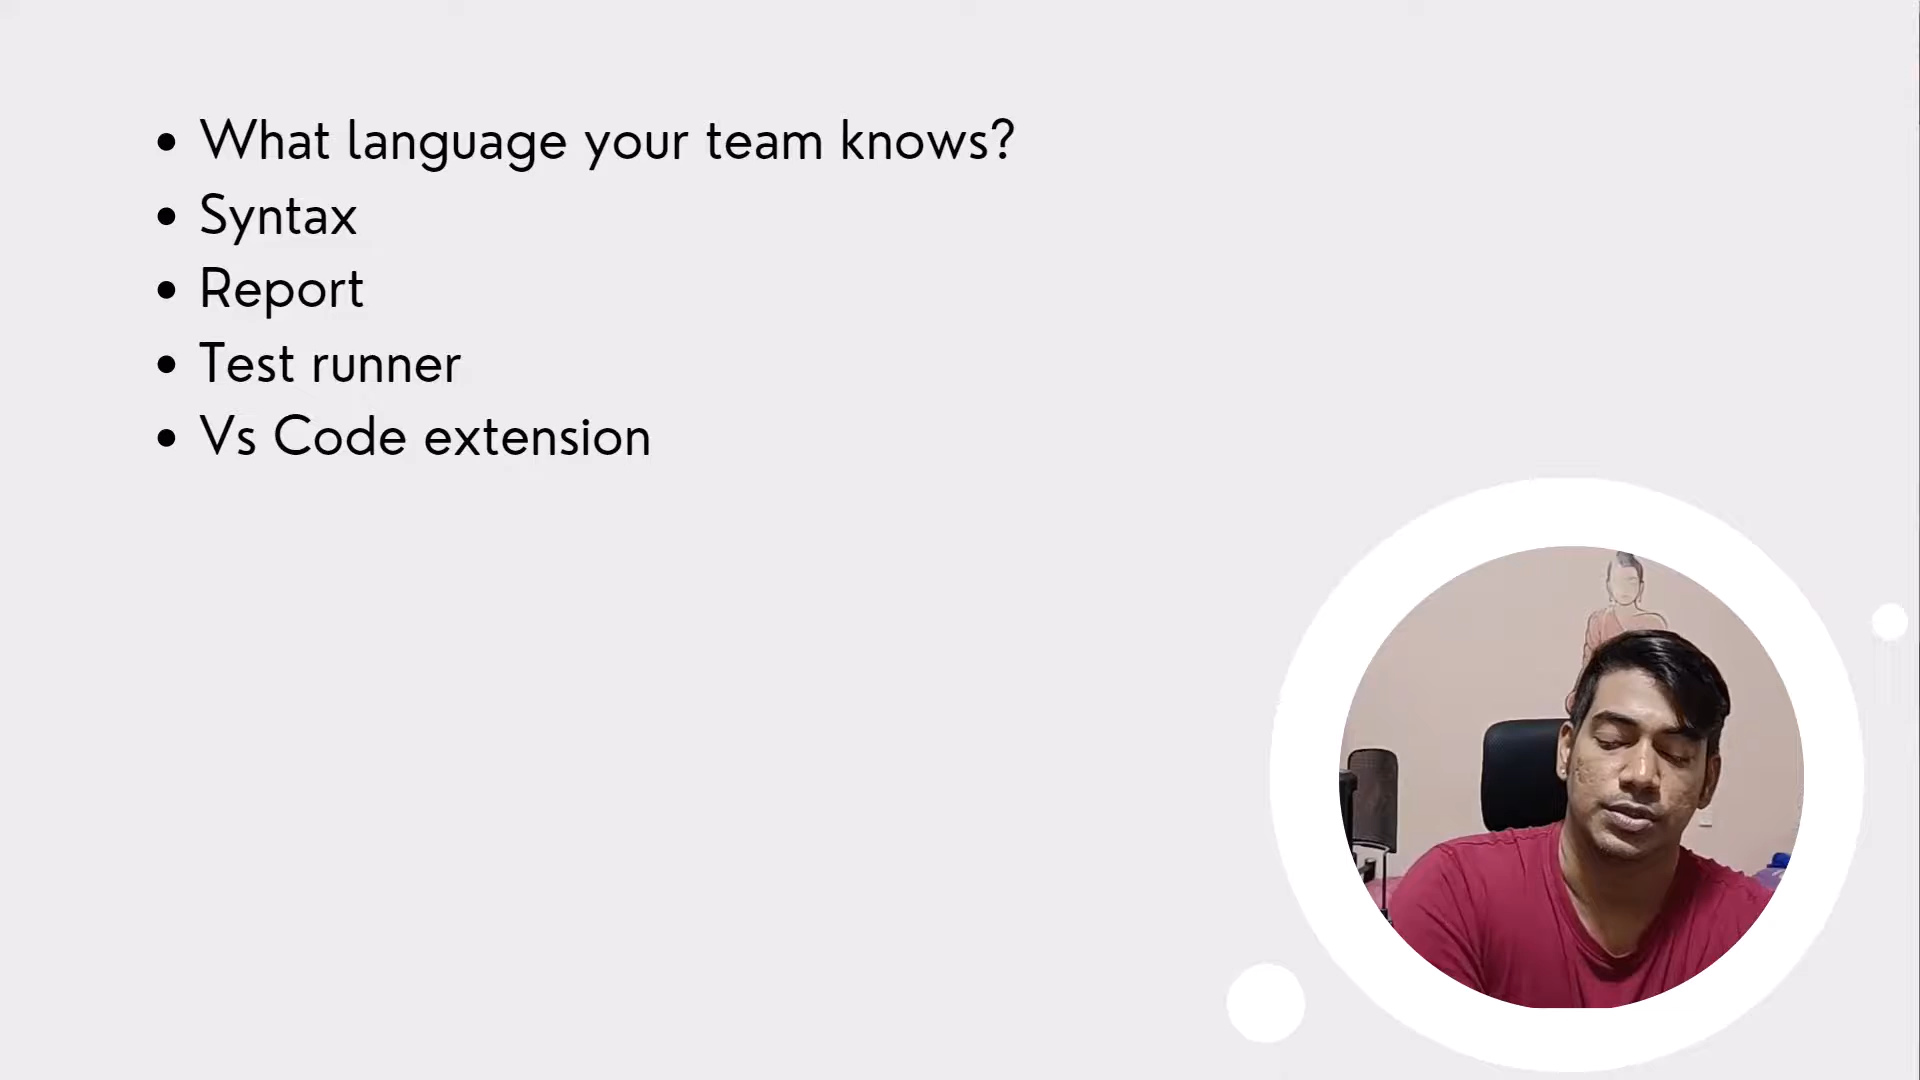 • What language your team knows?
• Syntax
• Report
• Test runner
• Vs Code extension